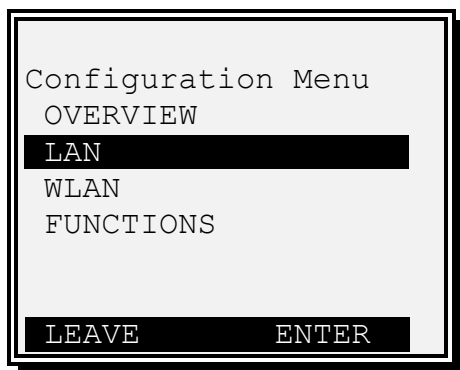 Configuration Menu
OVERVIEW
LAN
WLAN
FUNCTIONS
LEAVE ENTER